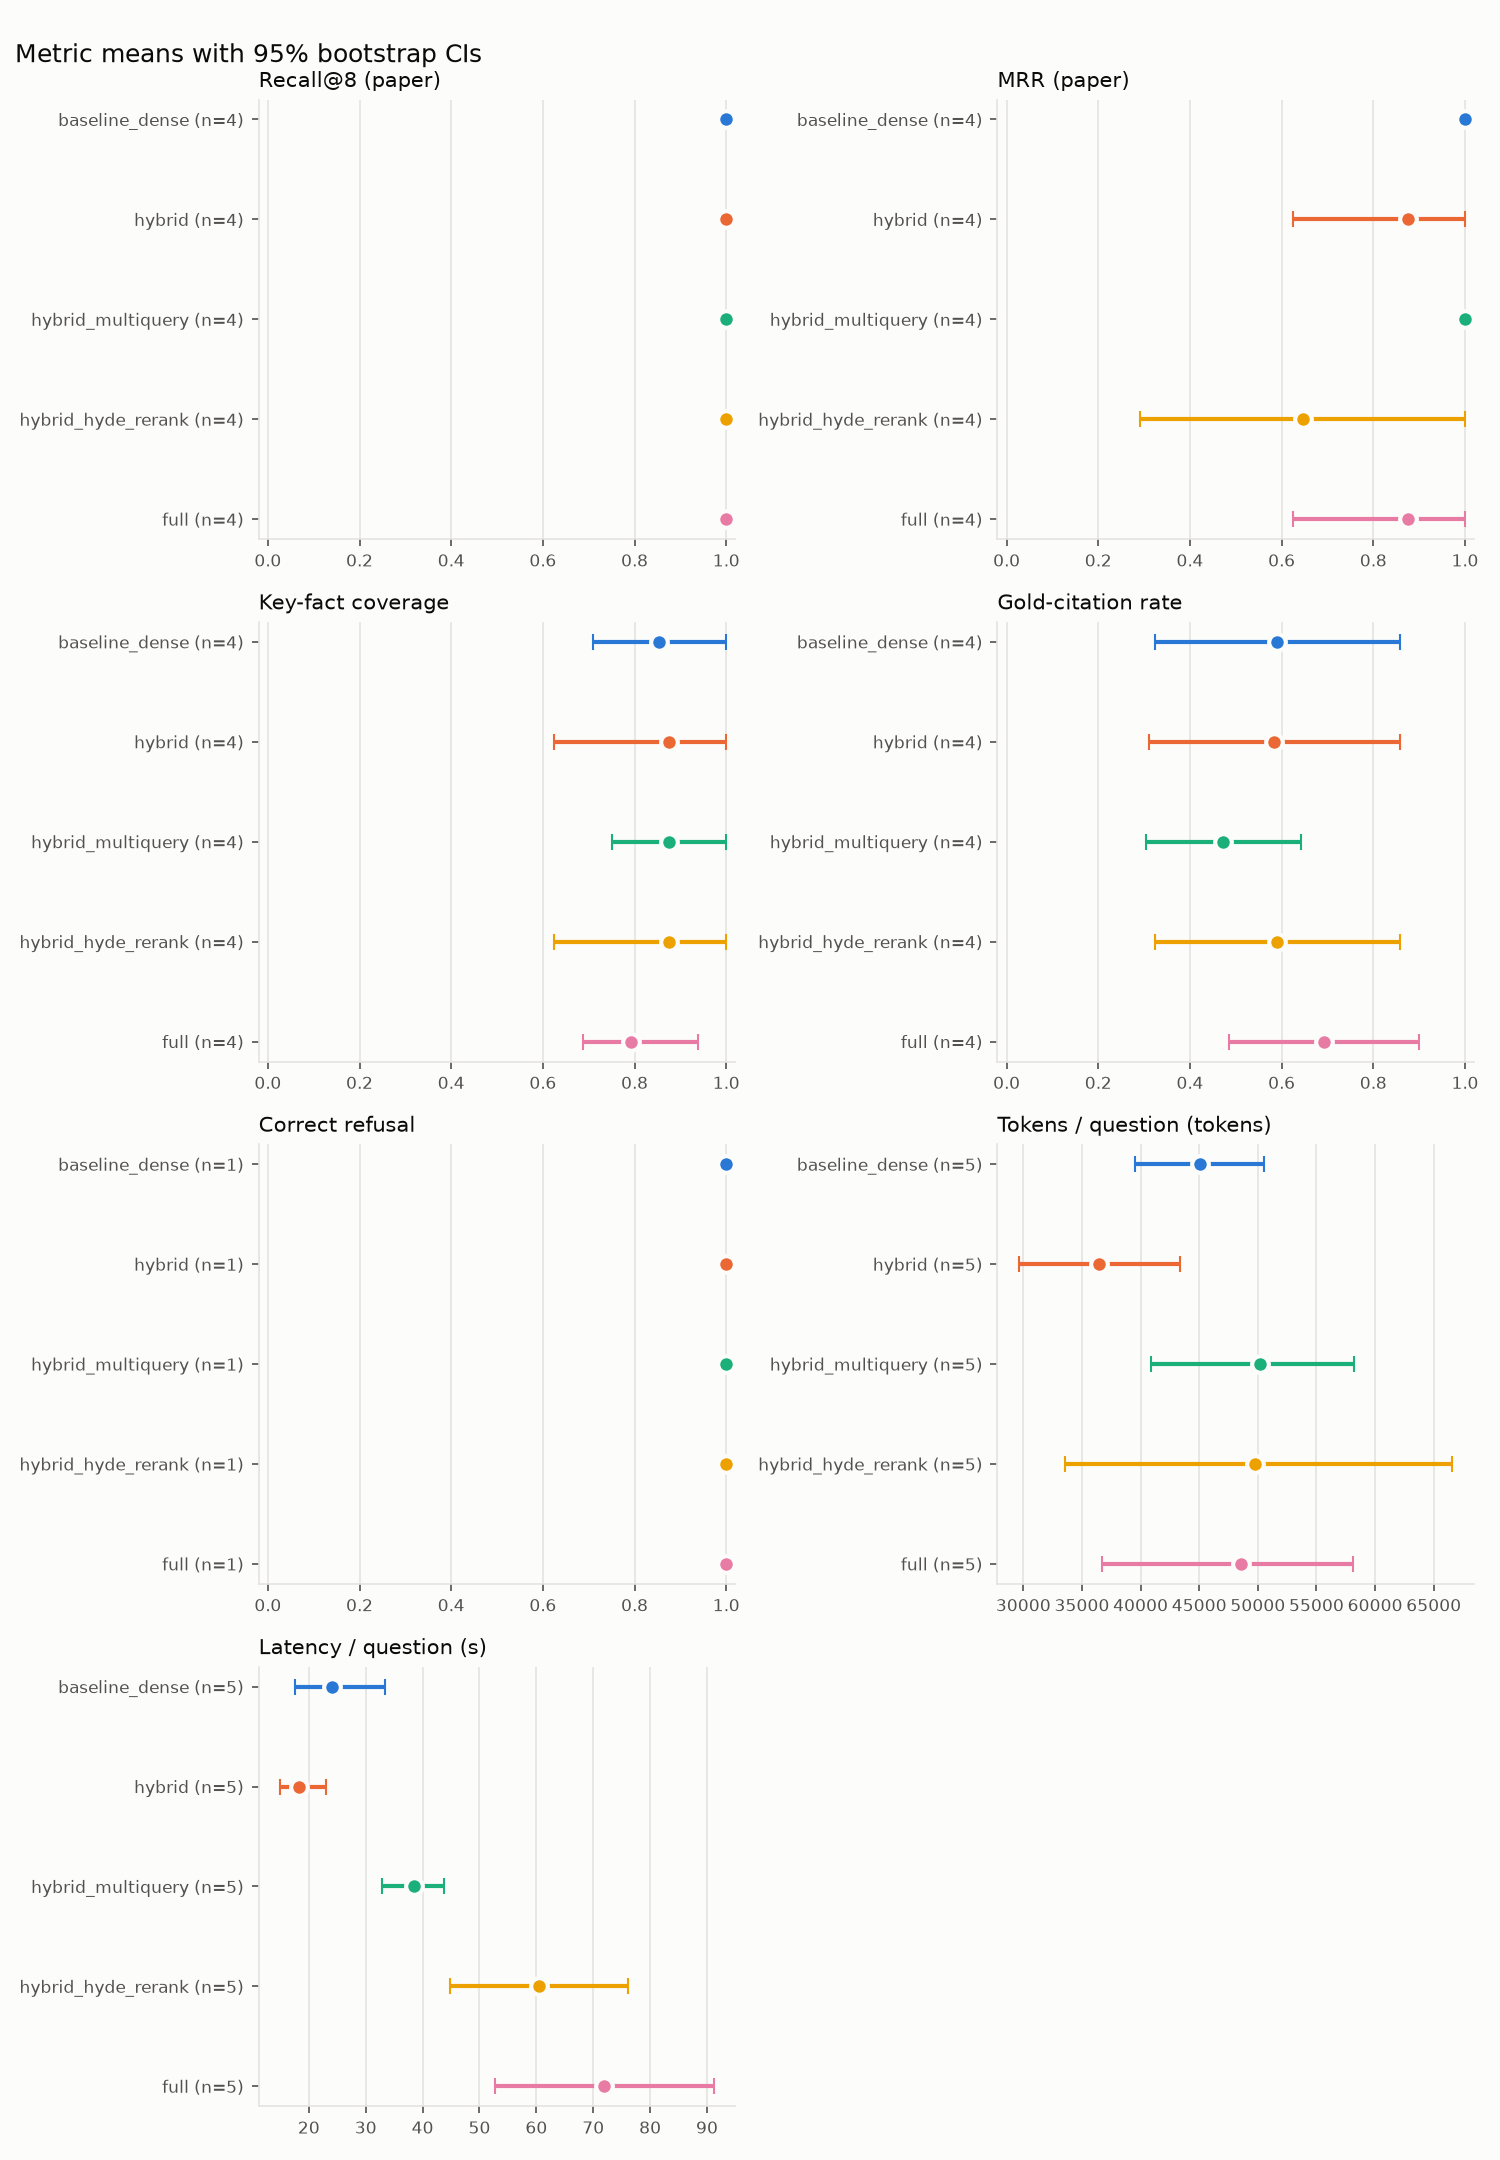 Metric means with 95% bootstrap CIs
Recall@8 (paper)
baseline_dense (n=4)
hybrid (n=4)
hybrid_multiquery (n=4)
hybrid_hyde_rerank (n=4)
full (n=4)
0.0 0.2 0.4 0.6 0.8 1.0
MRR (paper)
baseline_dense (n=4)
hybrid (n=4)
hybrid_multiquery (n=4)
hybrid_hyde_rerank (n=4)
full (n=4)
0.0 0.2 0.4 0.6 0.8 1.0
Key-fact coverage
baseline_dense (n=4)
hybrid (n=4)
hybrid_multiquery (n=4)
hybrid_hyde_rerank (n=4)
full (n=4)
0.0 0.2 0.4 0.6 0.8 1.0
Gold-citation rate
baseline_dense (n=4)
hybrid (n=4)
hybrid_multiquery (n=4)
hybrid_hyde_rerank (n=4)
full (n=4)
0.0 0.2 0.4 0.6 0.8 1.0
Correct refusal
baseline_dense (n=1)
hybrid (n=1)
hybrid_multiquery (n=1)
hybrid_hyde_rerank (n=1)
full (n=1)
0.0 0.2 0.4 0.6 0.8 1.0
Tokens / question (tokens)
baseline_dense (n=5)
hybrid (n=5)
hybrid_multiquery (n=5)
hybrid_hyde_rerank (n=5)
full (n=5)
30000 35000 40000 45000 50000 55000 60000 65000
Latency / question (s)
baseline_dense (n=5)
hybrid (n=5)
hybrid_multiquery (n=5)
hybrid_hyde_rerank (n=5)
full (n=5)
20 30 40 50 60 70 80 90